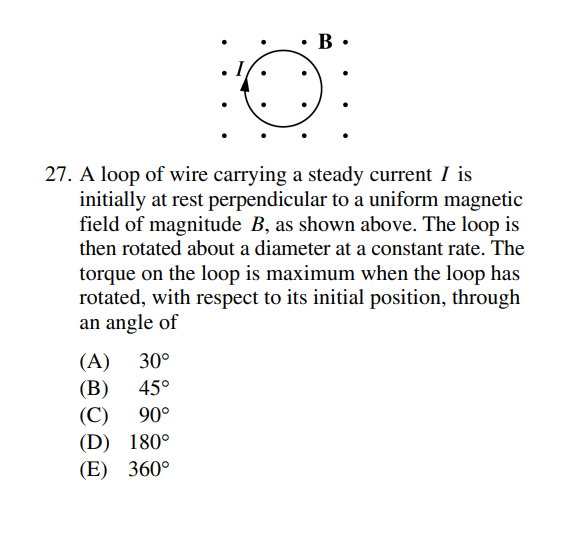 B
I
27. A loop of wire carrying a steady current I is
initially at rest perpendicular to a uniform magnetic
field of magnitude B, as shown above. The loop is
then rotated about a diameter at a constant rate. The
torque on the loop is maximum when the loop has
rotated, with respect to its initial position, through
an angle of
(A) 30°
(B) 45°
(C) 90°
(D) 180°
(E) 360°